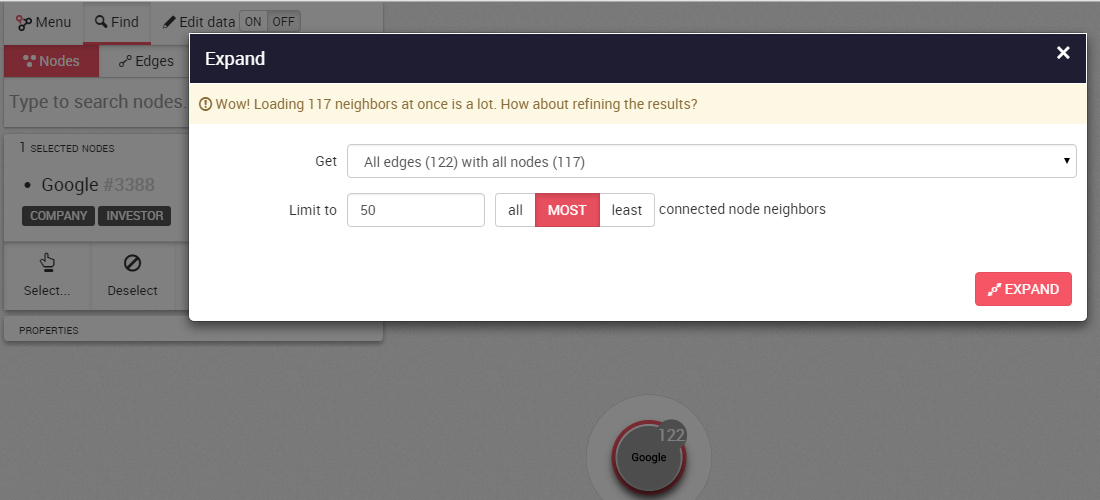 Menu Find Edit data ON OFF
Nodes Edges
Type to search nodes.
1 SELECTED NODES
Google #3388
COMPANY INVESTOR
Select... Deselect
PROPERTIES
Expand ×
Wow! Loading 117 neighbors at once is a lot. How about refining the results?
Get All edges (122) with all nodes (117)
Limit to 50 all MOST least connected node neighbors
EXPAND
122
Google